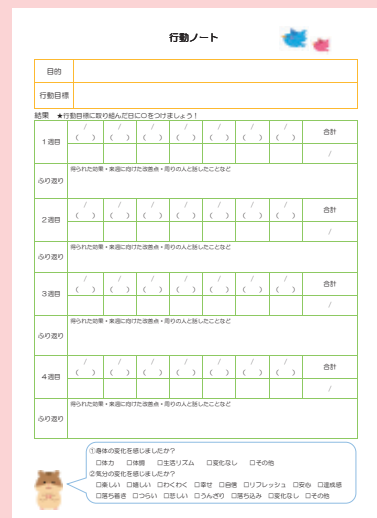 行動ノート
目的
行動目標
結果 ★行動目標に取り組んだ日に○をつけましょう！
/ / / / / / / 合計
1週目 ( ) ( ) ( ) ( ) ( ) ( ) ( )
/
得られた効果・来週に向けた改善点・周りの人と話したことなど
ふり返り
/ / / / / / / 合計
2週目 ( ) ( ) ( ) ( ) ( ) ( ) ( )
/
得られた効果・来週に向けた改善点・周りの人と話したことなど
ふり返り
/ / / / / / / 合計
3週目 ( ) ( ) ( ) ( ) ( ) ( ) ( )
/
得られた効果・来週に向けた改善点・周りの人と話したことなど
ふり返り
/ / / / / / / 合計
4週目 ( ) ( ) ( ) ( ) ( ) ( ) ( )
/
得られた効果・来週に向けた改善点・周りの人と話したことなど
ふり返り
①身体の変化を感じましたか？
□体力 □体調 □生活リズム □変化なし □その他
②気分の変化を感じましたか？
□楽しい □嬉しい □わくわく □幸せ □自信 □リフレッシュ □安心 □達成感
□落ち着き □つらい □悲しい □うんざり □落ち込み □変化なし □その他